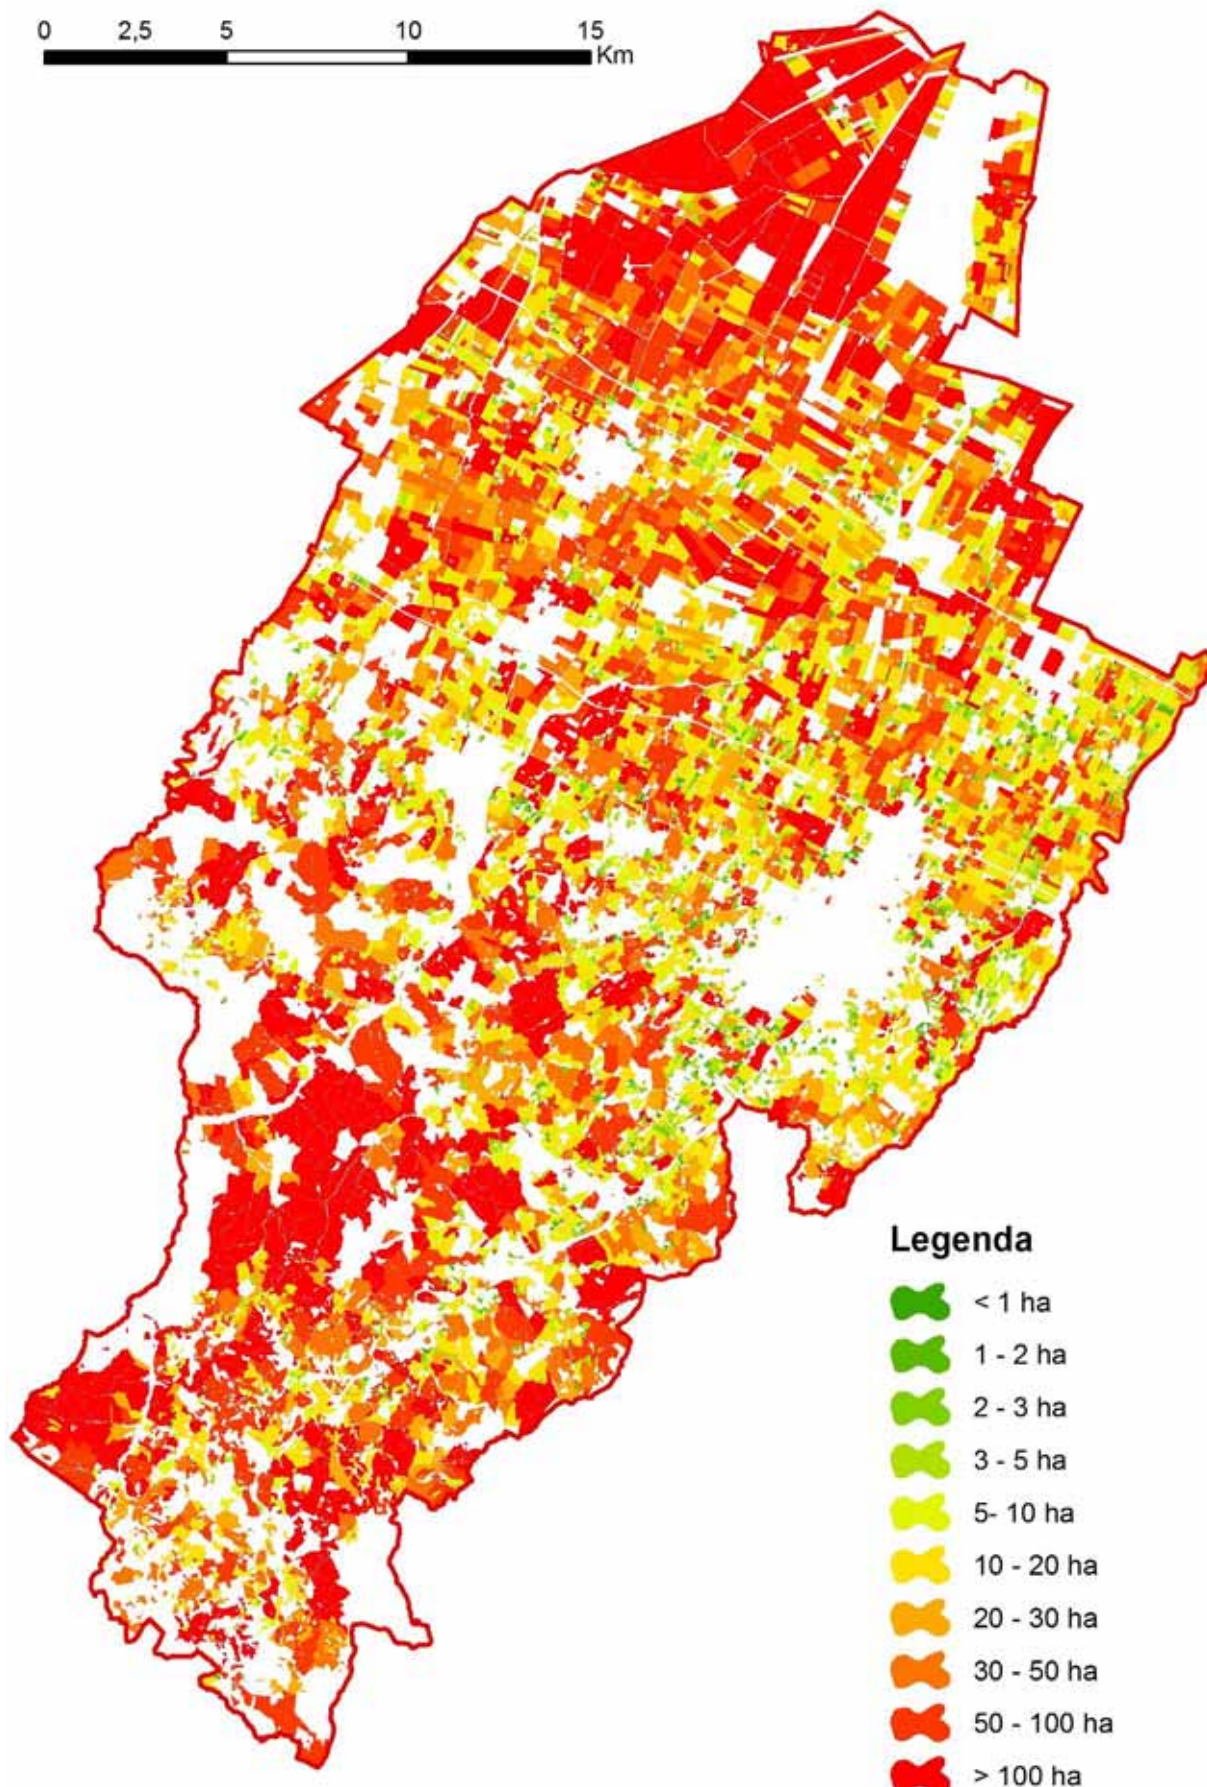 0 2,5 5 10 15
Km
Legenda
< 1 ha
1 - 2 ha
2 - 3 ha
3 - 5 ha
5- 10 ha
10 - 20 ha
20 - 30 ha
30 - 50 ha
50 - 100 ha
> 100 ha